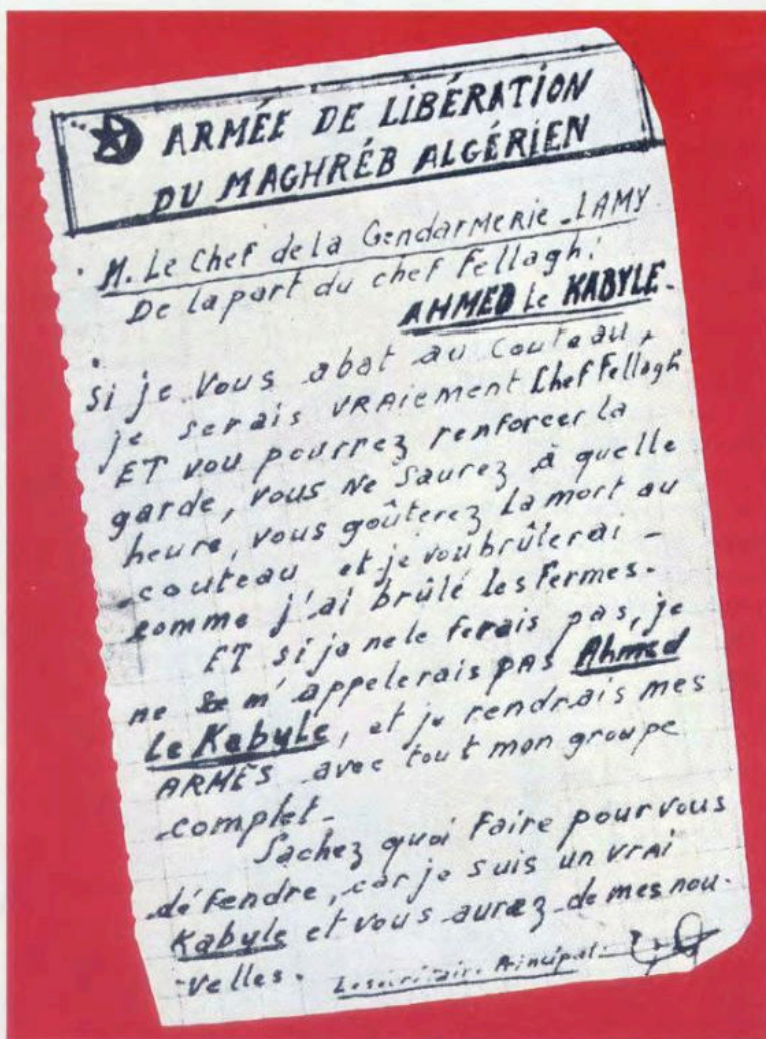 ARMÉE DE LIBÉRATION
DU MAGHRÉB ALGÉRIEN
M. Le Chef de la Gendarmerie. LAMY
De la part du chef Fellagh:
AHMED le KABYLE.
Si je vous abat au couteau,
je serais vraiement Chef Fellagh
ET vou pourrez renforcer la
garde, vous ne saurez à quelle
heure, vous goûterez la mort au
couteau et je vou brûlerai -
comme j'ai brûlé les fermes.
ET si je ne le ferais pas, je
ne m'appelerais pas Ahmed
le Kabyle, et je rendrais mes
ARMES avec tout mon groupe
complet.
Sachez quoi faire pour vous
défendre, car je suis un vrai
Kabyle et vous aurez de mes nou-
velles.
Le secrétaire Principal: